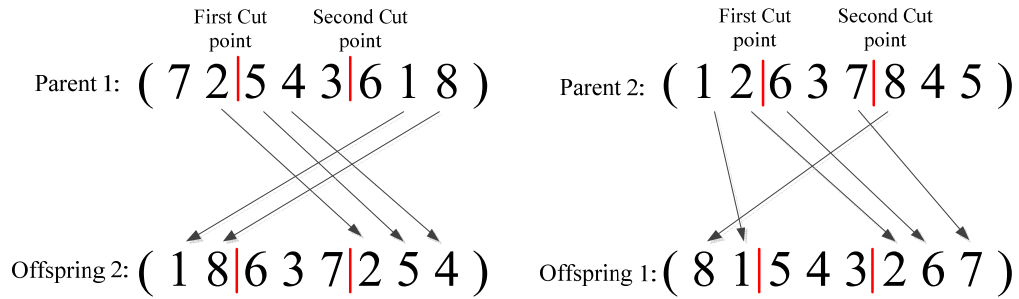 First Cut point
Second Cut point
Parent 1: ( 7 2 | 5 4 3 | 6 1 8 )
Offspring 2: ( 1 8 | 6 3 7 | 2 5 4 )
First Cut point
Second Cut point
Parent 2: ( 1 2 | 6 3 7 | 8 4 5 )
Offspring 1: ( 8 1 | 5 4 3 | 2 6 7 )